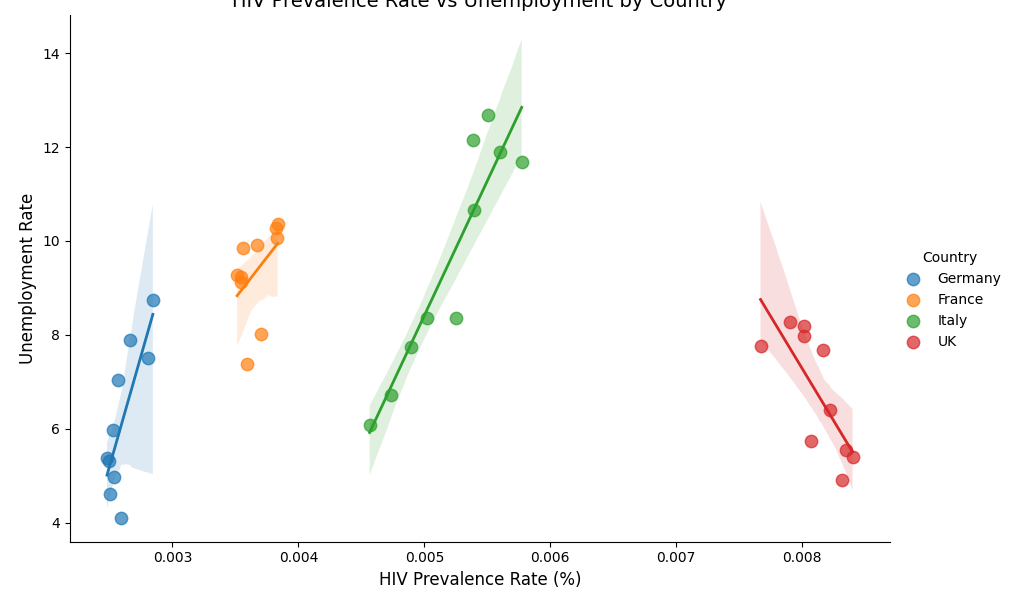 HIV Prevalence Rate vs Unemployment by Country
14
12
10
8
6
4
Unemployment Rate
0.003 0.004 0.005 0.006 0.007 0.008
HIV Prevalence Rate (%)
Country
Germany
France
Italy
UK